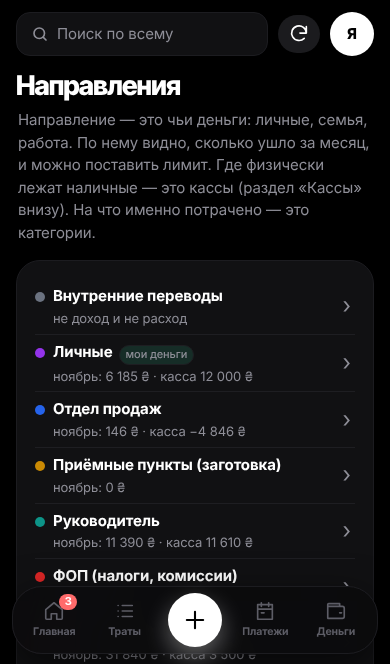 Поиск по всему
Я
Направления
Направление — это чьи деньги: личные, семья,
работа. По нему видно, сколько ушло за месяц,
и можно поставить лимит. Где физически
лежат наличные — это кассы (раздел «Кассы»
внизу). На что именно потрачено — это
категории.
Внутренние переводы
не доход и не расход
Личные мои деньги
ноябрь: 6 185 ₴ · касса 12 000 ₴
Отдел продаж
ноябрь: 146 ₴ · касса −4 846 ₴
Приёмные пункты (заготовка)
ноябрь: 0 ₴
Руководитель
ноябрь: 11 390 ₴ · касса 11 610 ₴
ФОП (налоги, комиссии)
3
Главная Траты Платежи Деньги